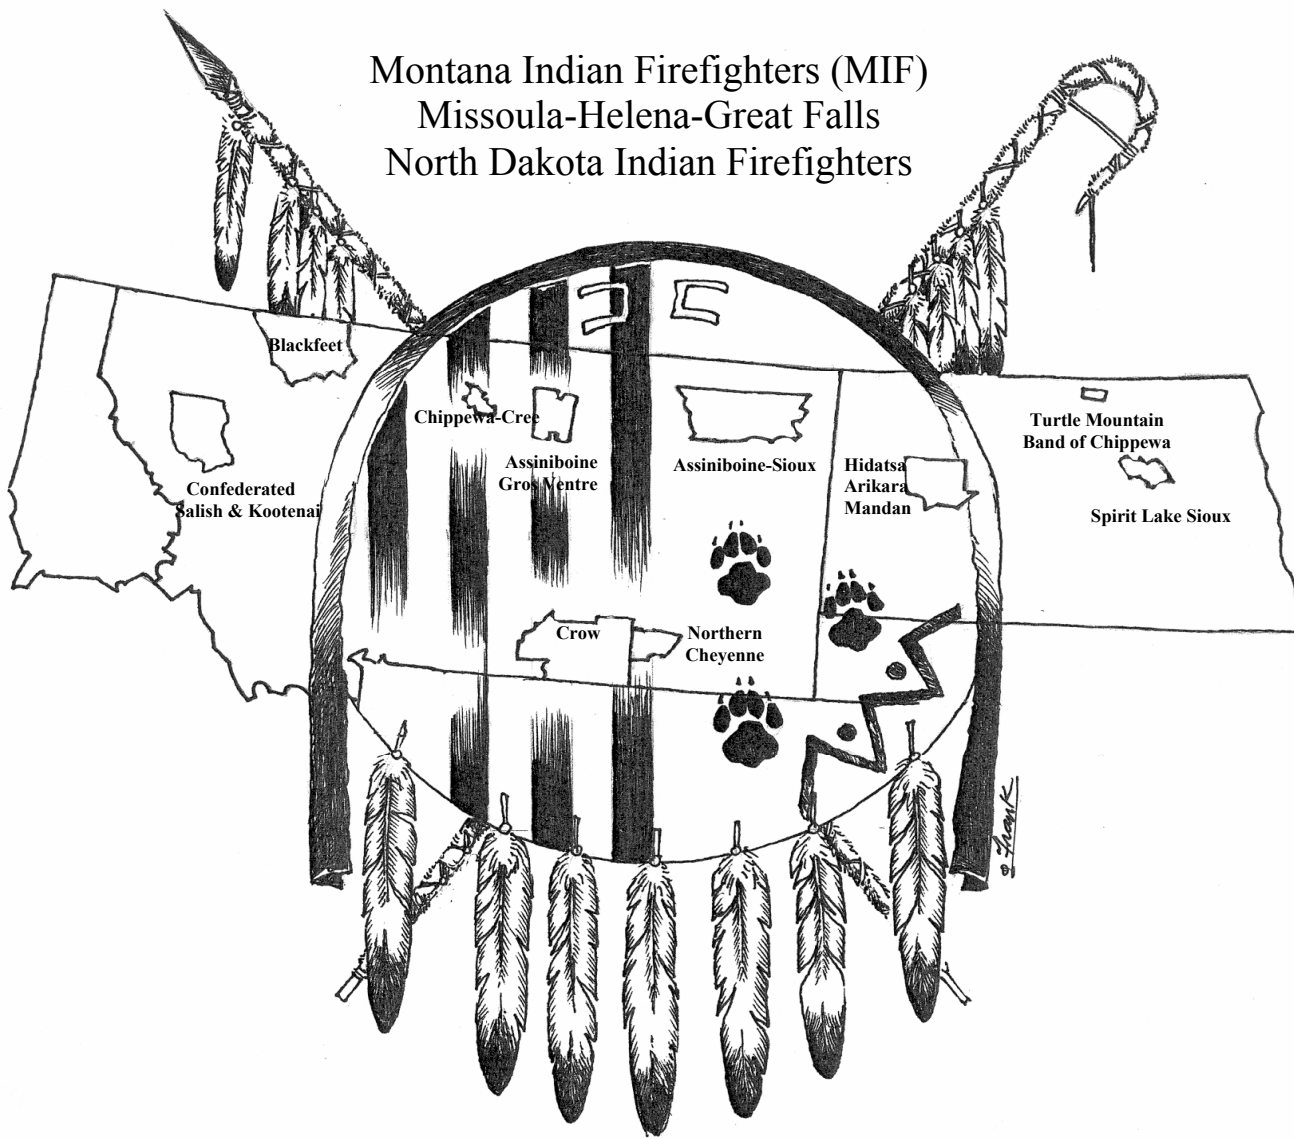 Montana Indian Firefighters (MIF)
Missoula-Helena-Great Falls
North Dakota Indian Firefighters
Blackfeet
Chippewa-Cree
Turtle Mountain
Band of Chippewa
Assiniboine
Gros Ventre
Assiniboine-Sioux
Hidatsa
Arikara
Mandan
Confederated
Salish & Kootenai
Spirit Lake Sioux
Crow
Northern
Cheyenne